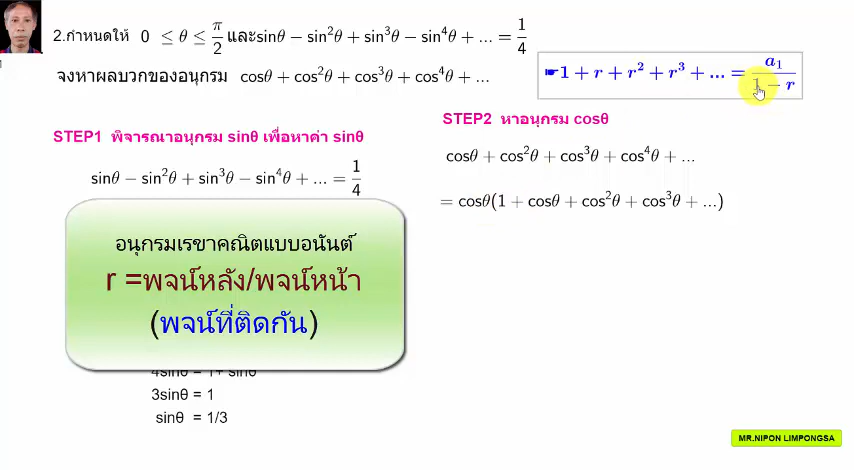 2.กำหนดให้ 0 ≤ θ ≤ π/2 และ sinθ − sin²θ + sin³θ − sin⁴θ + ... = 1/4
จงหาผลบวกของอนุกรม cosθ + cos²θ + cos³θ + cos⁴θ + ...
☛1 + r + r² + r³ + ... = a₁/(1 − r)
STEP1 พิจารณาอนุกรม sinθ เพื่อหาค่า sinθ
sinθ − sin²θ + sin³θ − sin⁴θ + ... = 1/4
อนุกรมเรขาคณิตแบบอนันต์
r =พจน์หลัง/พจน์หน้า
(พจน์ที่ติดกัน)
4sinθ = 1+ sinθ
3sinθ = 1
sinθ = 1/3
STEP2 หาอนุกรม cosθ
cosθ + cos²θ + cos³θ + cos⁴θ + ...
= cosθ(1 + cosθ + cos²θ + cos³θ + ...)
MR.NIPON LIMPONGSA